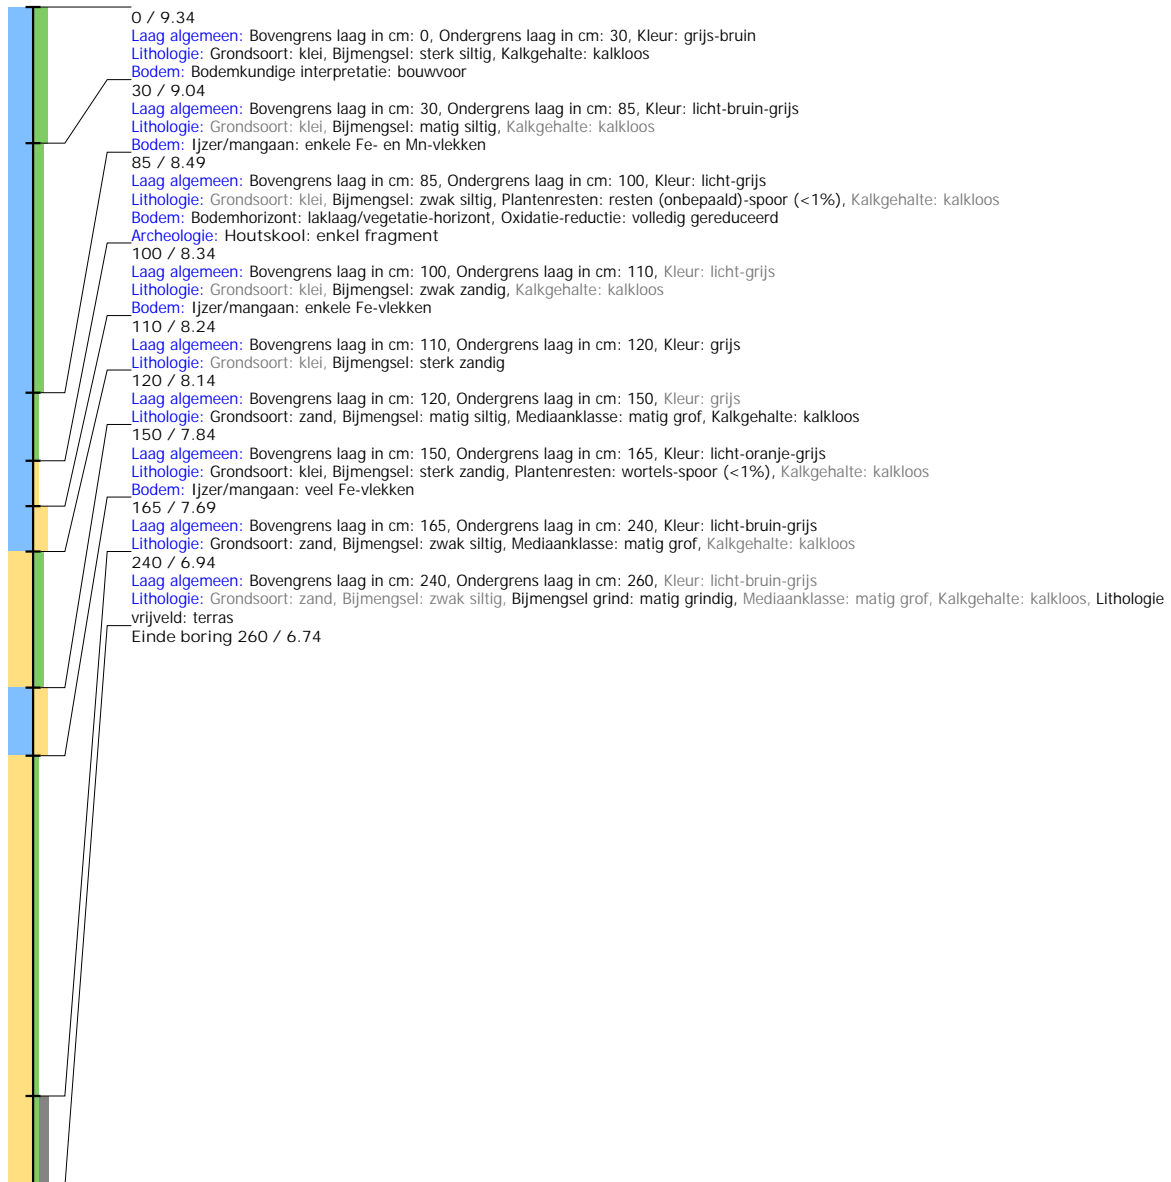 0 / 9.34
Laag algemeen: Bovengrens laag in cm: 0, Ondergrens laag in cm: 30, Kleur: grijs-bruin
Lithologie: Grondsoort: klei, Bijmengsel: sterk siltig, Kalkgehalte: kalkloos
Bodem: Bodemkundige interpretatie: bouwvoor
30 / 9.04
Laag algemeen: Bovengrens laag in cm: 30, Ondergrens laag in cm: 85, Kleur: licht-bruin-grijs
Lithologie: Grondsoort: klei, Bijmengsel: matig siltig, Kalkgehalte: kalkloos
Bodem: Ijzer/mangaan: enkele Fe- en Mn-vlekken
85 / 8.49
Laag algemeen: Bovengrens laag in cm: 85, Ondergrens laag in cm: 100, Kleur: licht-grijs
Lithologie: Grondsoort: klei, Bijmengsel: zwak siltig, Plantenresten: resten (onbepaald)-spoor (<1%), Kalkgehalte: kalkloos
Bodem: Bodemhorizont: laklaag/vegetatie-horizont, Oxidatie-reductie: volledig gereduceerd
Archeologie: Houtskool: enkel fragment
100 / 8.34
Laag algemeen: Bovengrens laag in cm: 100, Ondergrens laag in cm: 110, Kleur: licht-grijs
Lithologie: Grondsoort: klei, Bijmengsel: zwak zandig, Kalkgehalte: kalkloos
Bodem: Ijzer/mangaan: enkele Fe-vlekken
110 / 8.24
Laag algemeen: Bovengrens laag in cm: 110, Ondergrens laag in cm: 120, Kleur: grijs
Lithologie: Grondsoort: klei, Bijmengsel: sterk zandig
120 / 8.14
Laag algemeen: Bovengrens laag in cm: 120, Ondergrens laag in cm: 150, Kleur: grijs
Lithologie: Grondsoort: zand, Bijmengsel: matig siltig, Mediaanklasse: matig grof, Kalkgehalte: kalkloos
150 / 7.84
Laag algemeen: Bovengrens laag in cm: 150, Ondergrens laag in cm: 165, Kleur: licht-oranje-grijs
Lithologie: Grondsoort: klei, Bijmengsel: sterk zandig, Plantenresten: wortels-spoor (<1%), Kalkgehalte: kalkloos
Bodem: Ijzer/mangaan: veel Fe-vlekken
165 / 7.69
Laag algemeen: Bovengrens laag in cm: 165, Ondergrens laag in cm: 240, Kleur: licht-bruin-grijs
Lithologie: Grondsoort: zand, Bijmengsel: zwak siltig, Mediaanklasse: matig grof, Kalkgehalte: kalkloos
240 / 6.94
Laag algemeen: Bovengrens laag in cm: 240, Ondergrens laag in cm: 260, Kleur: licht-bruin-grijs
Lithologie: Grondsoort: zand, Bijmengsel: zwak siltig, Bijmengsel grind: matig grindig, Mediaanklasse: matig grof, Kalkgehalte: kalkloos, Lithologie
vrijveld: terras
Einde boring 260 / 6.74